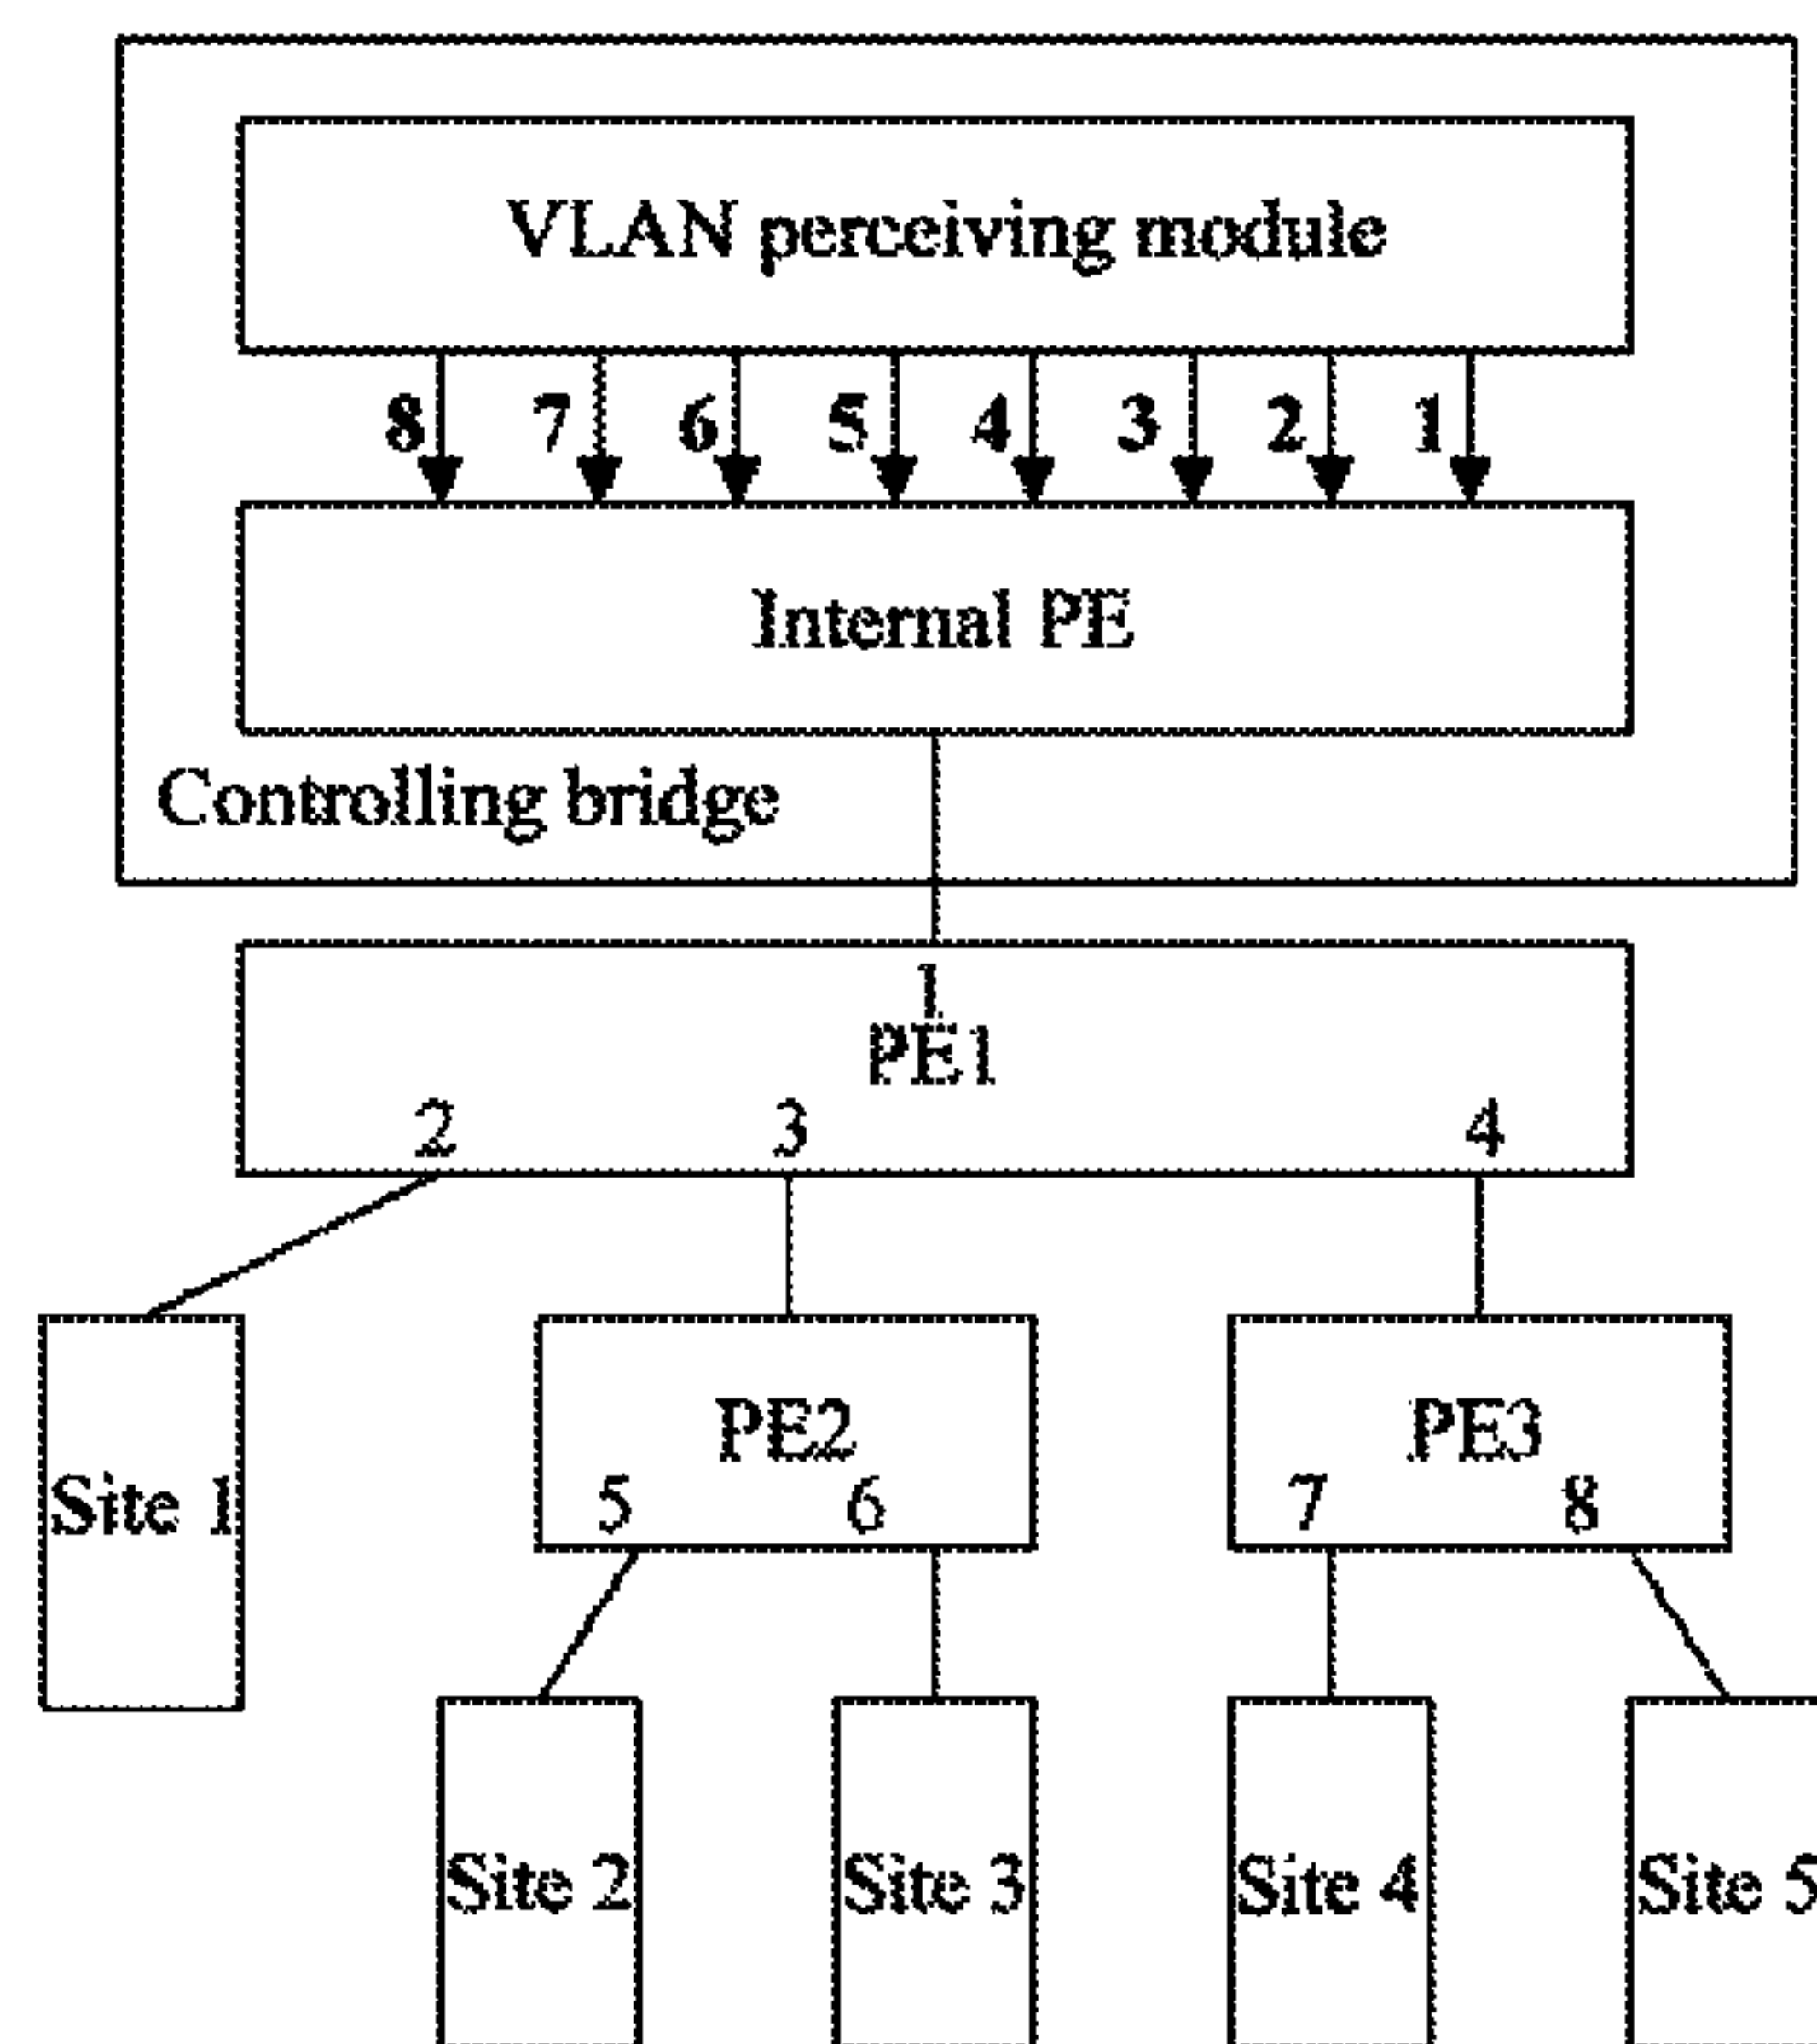 VLAN perceiving module
8 7 6 5 4 3 2 1
Internal PE
Controlling bridge
1
PE1
2 3 4
PE2 PE3
Site 1 5 6 7 8
Site 2 Site 3 Site 4 Site 5